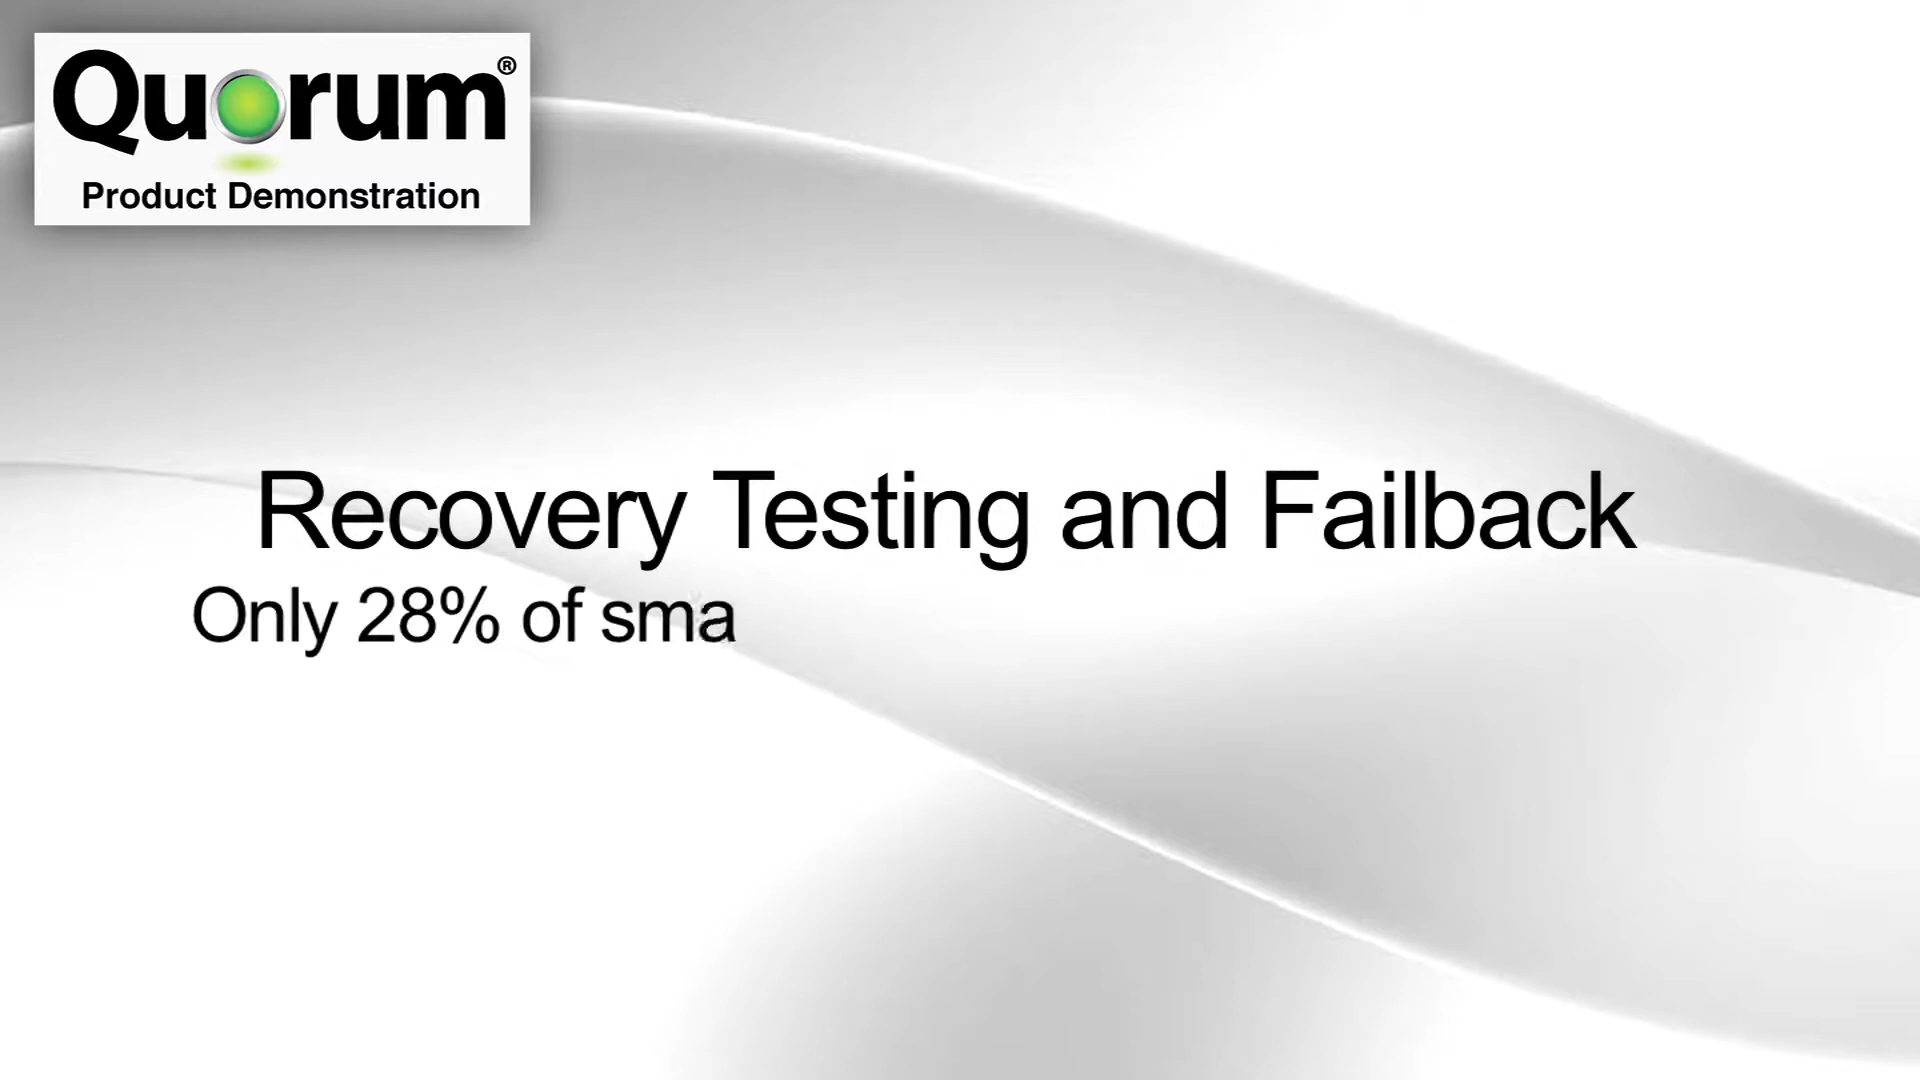 Quorum®
Product Demonstration
Recovery Testing and Failback
Only 28% of sma